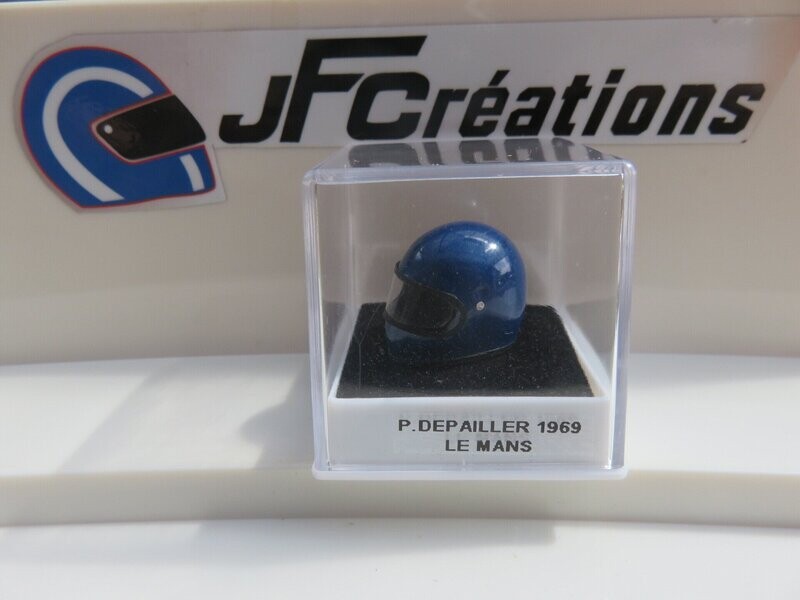 JFCréations
P.DEPAILLER 1969
LE MANS